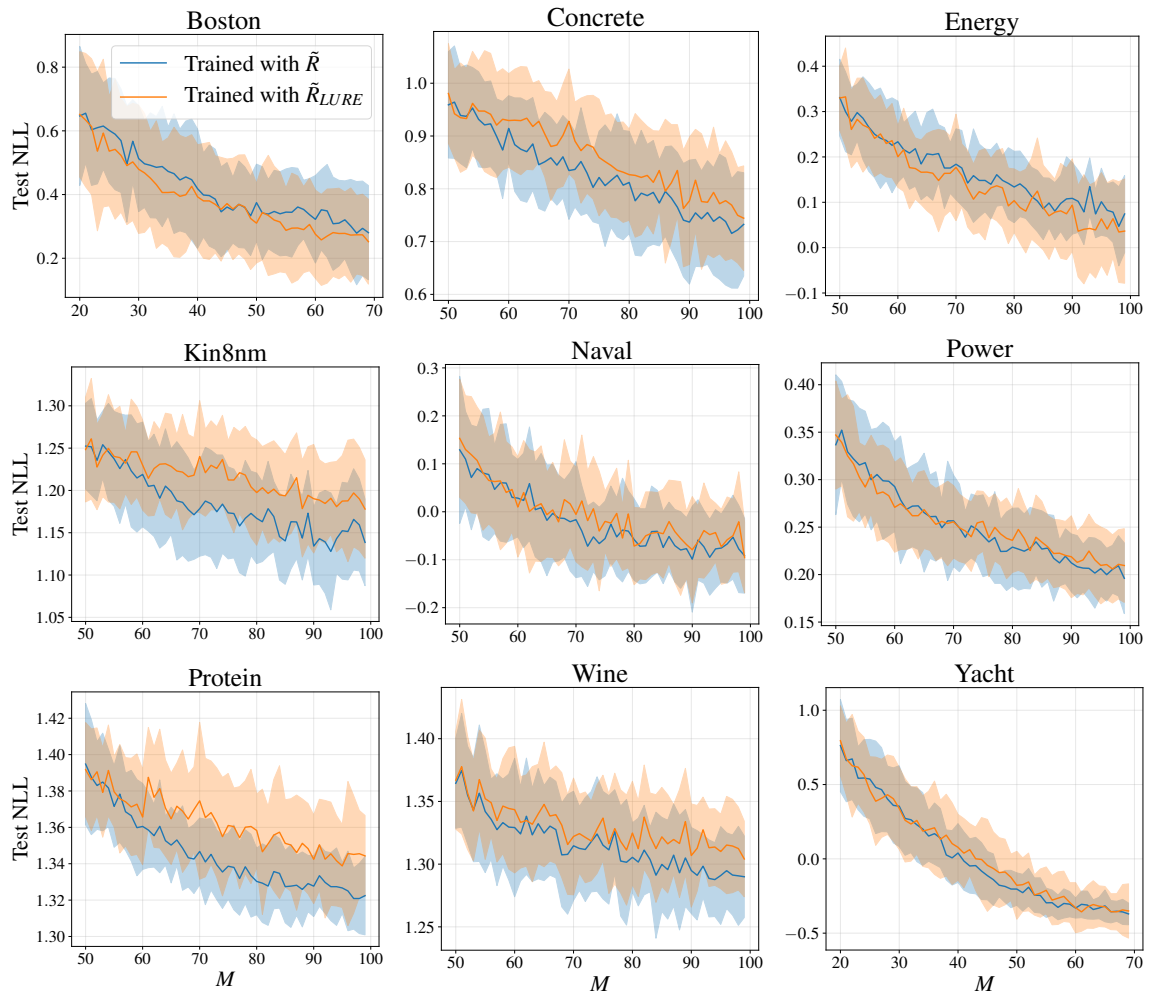 Boston
Concrete
Energy
Trained with R̃
Trained with R̃_LURE
Test NLL
0.8
0.6
0.4
0.2
20 30 40 50 60 70
1.0
0.9
0.8
0.7
0.6
50 60 70 80 90 100
0.4
0.3
0.2
0.1
0.0
−0.1
50 60 70 80 90 100
Kin8nm
Naval
Power
Test NLL
1.30
1.25
1.20
1.15
1.10
1.05
50 60 70 80 90 100
0.3
0.2
0.1
0.0
−0.1
−0.2
50 60 70 80 90 100
0.40
0.35
0.30
0.25
0.20
0.15
50 60 70 80 90 100
Protein
Wine
Yacht
Test NLL
1.42
1.40
1.38
1.36
1.34
1.32
1.30
50 60 70 80 90 100
M
1.40
1.35
1.30
1.25
50 60 70 80 90 100
M
1.0
0.5
0.0
−0.5
20 30 40 50 60 70
M